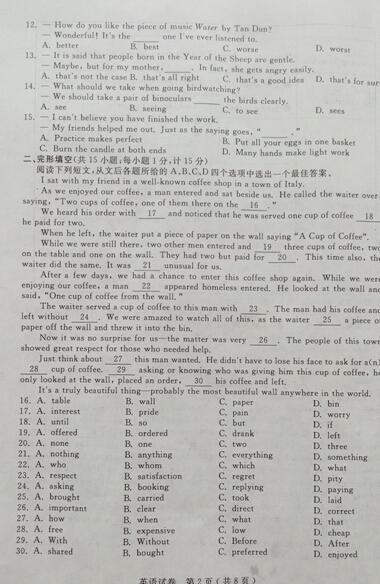 12. — How do you like the piece of music Water by Tan Dun?
— Wonderful! It's the ______ one I've ever listened to.
A. better B. best C. worse D. worst
13. — It is said that people born in the Year of the Sheep are gentle.
— Maybe, but for my mother, ______. In fact, she gets angry easily.
A. that's not the case B. that's all right C. that's a good idea D. that's for sure
14. — What should we take when going birdwatching?
— We should take a pair of binoculars ______ the birds clearly.
A. see B. seeing C. to see D. sees
15. — I can't believe you have finished the work.
— My friends helped me out. Just as the saying goes, “______.”
A. Practice makes perfect B. Put all your eggs in one basket
C. Burn the candle at both ends D. Many hands make light work
二、完形填空(共15小题;每小题1分,计15分)
阅读下列短文,从文后各题所给的A、B、C、D四个选项中选出一个最佳答案。
I sat with my friend in a well-known coffee shop in a town of Italy.
As we enjoyed our coffee, a man entered and sat beside us. He called the waiter over
saying, “Two cups of coffee, one of them there on the 16 .”
We heard his order with 17 and noticed that he was served one cup of coffee 18
he paid for two.
When he left, the waiter put a piece of paper on the wall saying “A Cup of Coffee”.
While we were still there, two other men entered and 19 three cups of coffee, two
on the table and one on the wall. They had two but paid for 20 . This time also, the
waiter did the same. It was 21 unusual for us.
After a few days, we had a chance to enter this coffee shop again. While we were
enjoying our coffee, a man 22 appeared homeless entered. He looked at the wall and
said, “One cup of coffee from the wall.”
The waiter served a cup of coffee to this man with 23 . The man had his coffee and
left without 24 . We were amazed to watch all of this, as the waiter 25 a piece of
paper off the wall and threw it into the bin.
Now it was no surprise for us—the matter was very 26 . The people of this town
showed great respect for those who needed help.
Just think about 27 this man wanted. He didn't have to lose his face to ask for a(n)
28 cup of coffee. 29 asking or knowing who was giving him this cup of coffee, he
only looked at the wall, placed an order, 30 his coffee and left.
It's a truly beautiful thing—probably the most beautiful wall anywhere in the world.
16. A. table B. wall C. paper D. bin
17. A. interest B. pride C. pain D. worry
18. A. until B. so C. but D. if
19. A. offered B. ordered C. drank D. left
20. A. none B. one C. two D. three
21. A. nothing B. anything C. everything D. something
22. A. who B. whom C. which D. what
23. A. respect B. satisfaction C. regret D. pity
24. A. asking B. booking C. replying D. paying
25. A. brought B. carried C. took D. laid
26. A. important B. clear C. direct D. correct
27. A. how B. when C. what D. that
28. A. free B. expensive C. low D. cheap
29. A. With B. Without C. Before D. After
30. A. shared B. bought C. preferred D. enjoyed
英语试卷 第2页(共8页)